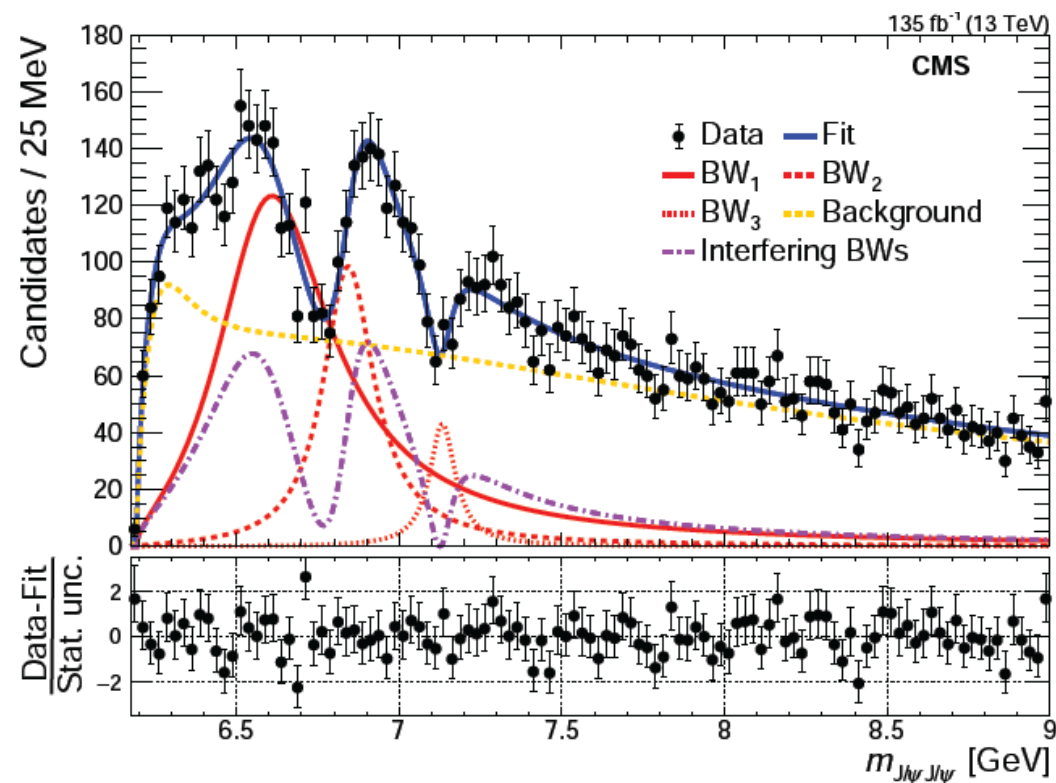 135 fb⁻¹ (13 TeV)
CMS
Candidates / 25 MeV
180
160
140
120
100
80
60
40
20
0
Data
Fit
BW₁
BW₂
BW₃
Background
Interfering BWs
Data-Fit
Stat. unc.
2
0
−2
6.5 7 7.5 8 8.5 9
m_J/ψ J/ψ [GeV]